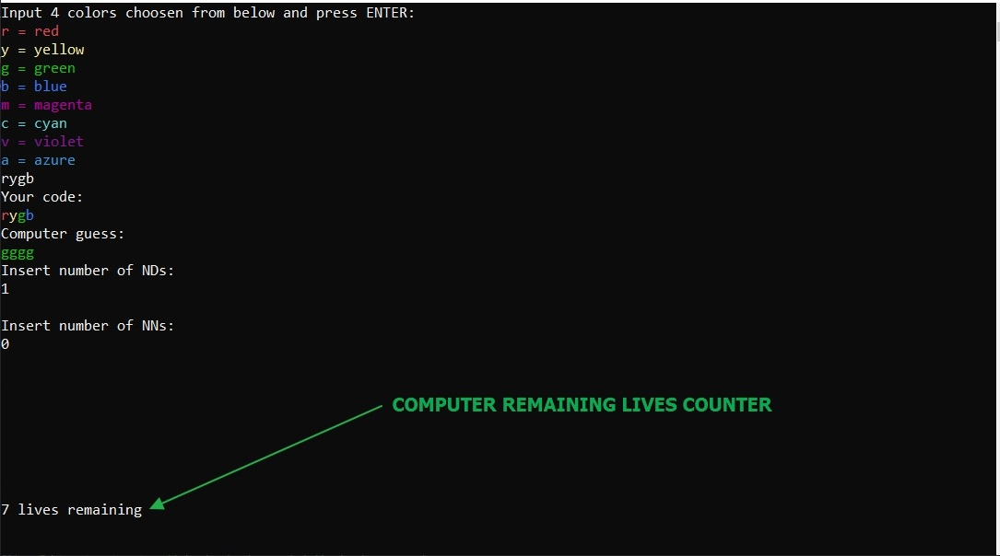 Input 4 colors choosen from below and press ENTER:
r = red
y = yellow
g = green
b = blue
m = magenta
c = cyan
v = violet
a = azure
rygb
Your code:
rygb
Computer guess:
gggg
Insert number of NDs:
1
Insert number of NNs:
0
COMPUTER REMAINING LIVES COUNTER
7 lives remaining